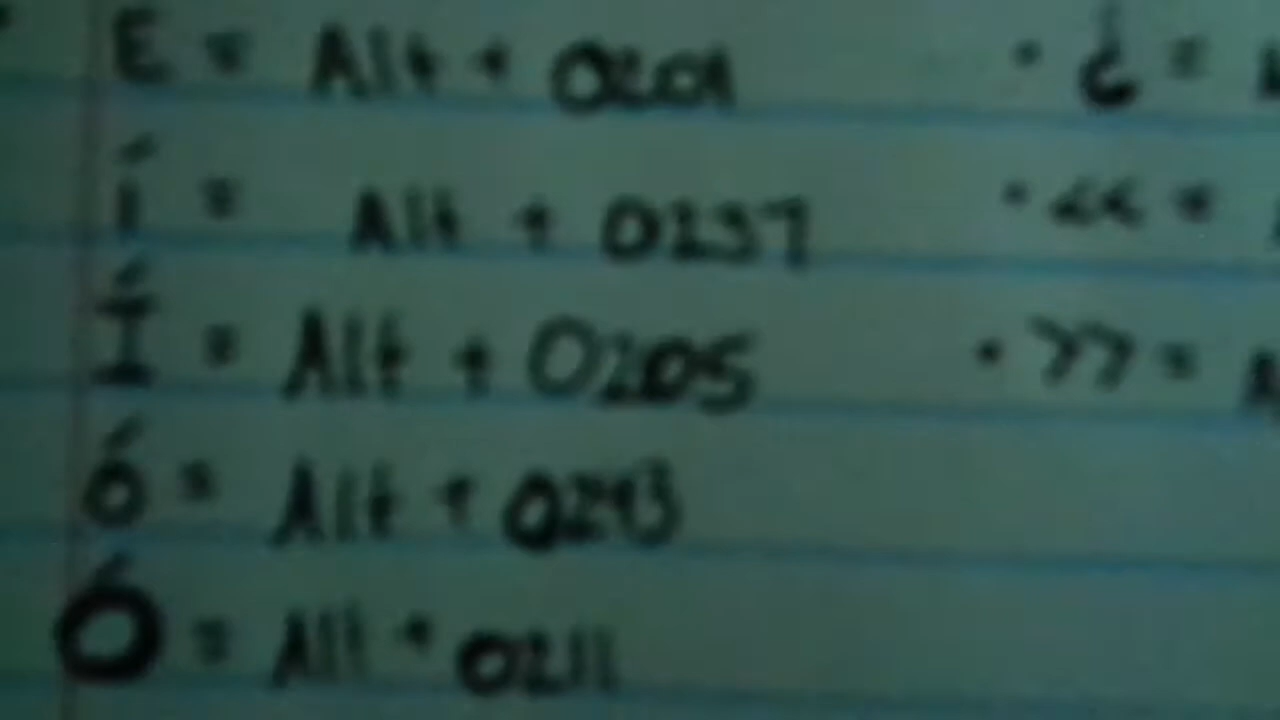 E = Alt + 0201 · ¿ =
í = Alt + 0237 · << =
Í = Alt + 0205 · >> =
ó = Alt + 0243
Ó = Alt + 0211